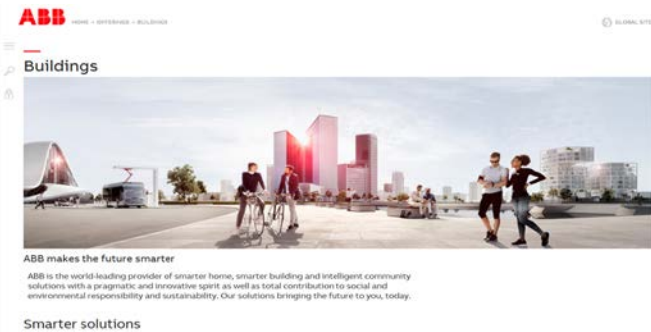 ABB
HOME > OFFERINGS > BUILDINGS
GLOBAL SITE
Buildings
ABB makes the future smarter
ABB is the world-leading provider of smarter home, smarter building and intelligent community
solutions with a pragmatic and innovative spirit as well as total contribution to social and
environmental responsibility and sustainability. Our solutions bringing the future to you, today.
Smarter solutions